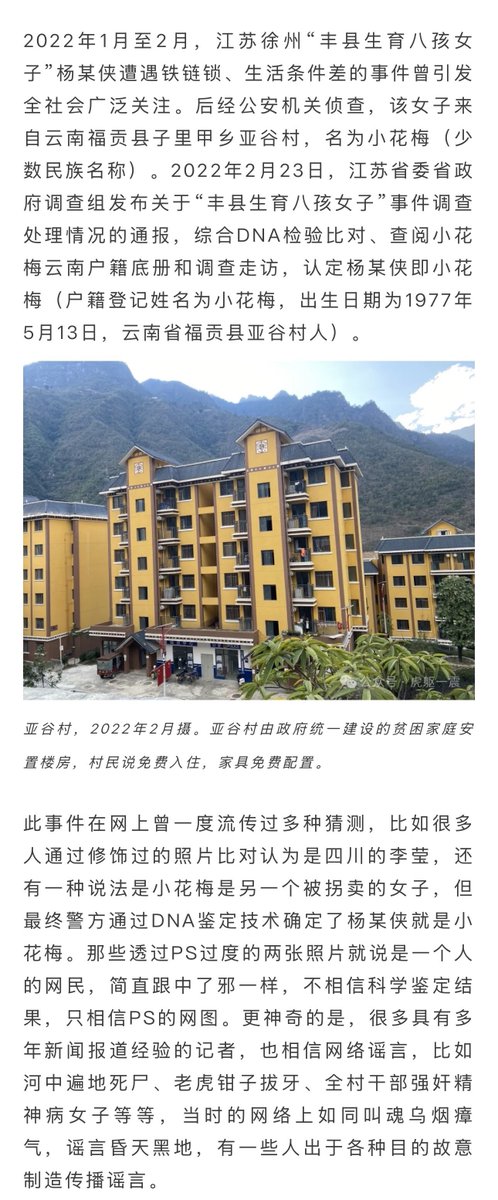 2022年1月至2月，江苏徐州“丰县生育八孩女
子”杨某侠遭遇铁链锁、生活条件差的事件曾引发
全社会广泛关注。后经公安机关侦查，该女子来
自云南福贡县子里甲乡亚谷村，名为小花梅（少
数民族名称）。2022年2月23日，江苏省委省政
府调查组发布关于“丰县生育八孩女子”事件调查
处理情况的通报，综合DNA检验比对、查阅小花
梅云南户籍底册和调查走访，认定杨某侠即小花
梅（户籍登记姓名为小花梅，出生日期为1977年
5月13日，云南省福贡县亚谷村人）。
公众号 / 虎躯一震
亚谷村，2022年2月摄。亚谷村由政府统一建设的贫困家庭安
置楼房，村民说免费入住，家具免费配置。
此事件在网上曾一度流传过多种猜测，比如很多
人通过修饰过的照片比对认为是四川的李莹，还
有一种说法是小花梅是另一个被拐卖的女子，但
最终警方通过DNA鉴定技术确定了杨某侠就是小
花梅。那些透过PS过度的两张照片就说是一个人
的网民，简直跟中了邪一样，不相信科学鉴定结
果，只相信PS的网图。更神奇的是，很多具有多
年新闻报道经验的记者，也相信网络谣言，比如
河中遍地死尸、老虎钳子拔牙、全村干部强奸精
神病女子等等，当时的网络上如同叫魂乌烟瘴
气，谣言昏天黑地，有一些人出于各种目的故意
制造传播谣言。